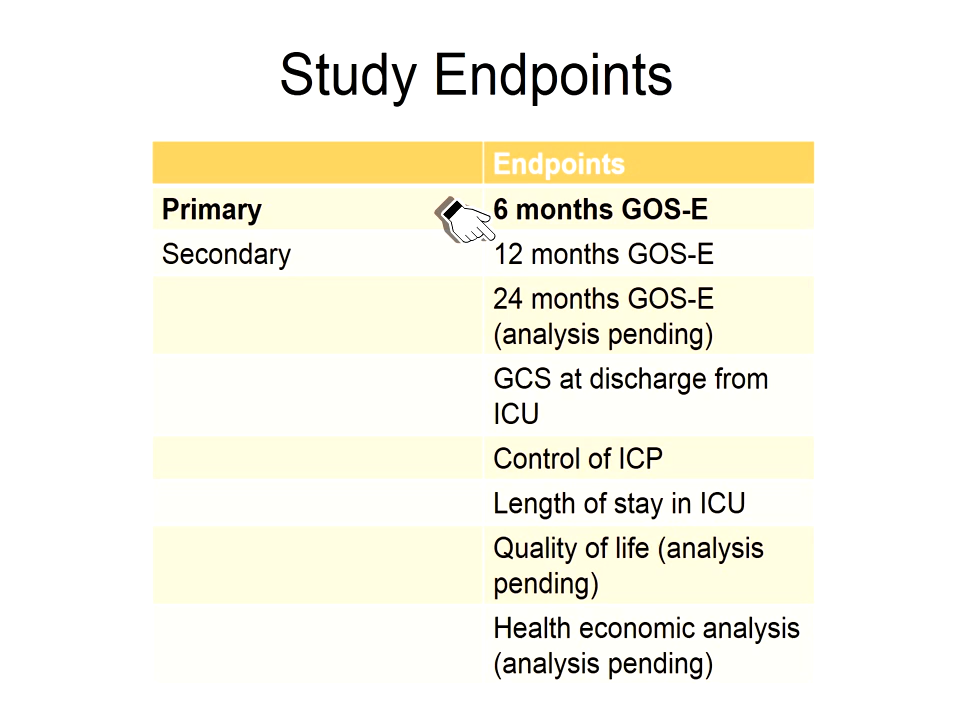 Study Endpoints
Endpoints
Primary 6 months GOS-E
Secondary 12 months GOS-E
24 months GOS-E
(analysis pending)
GCS at discharge from
ICU
Control of ICP
Length of stay in ICU
Quality of life (analysis
pending)
Health economic analysis
(analysis pending)